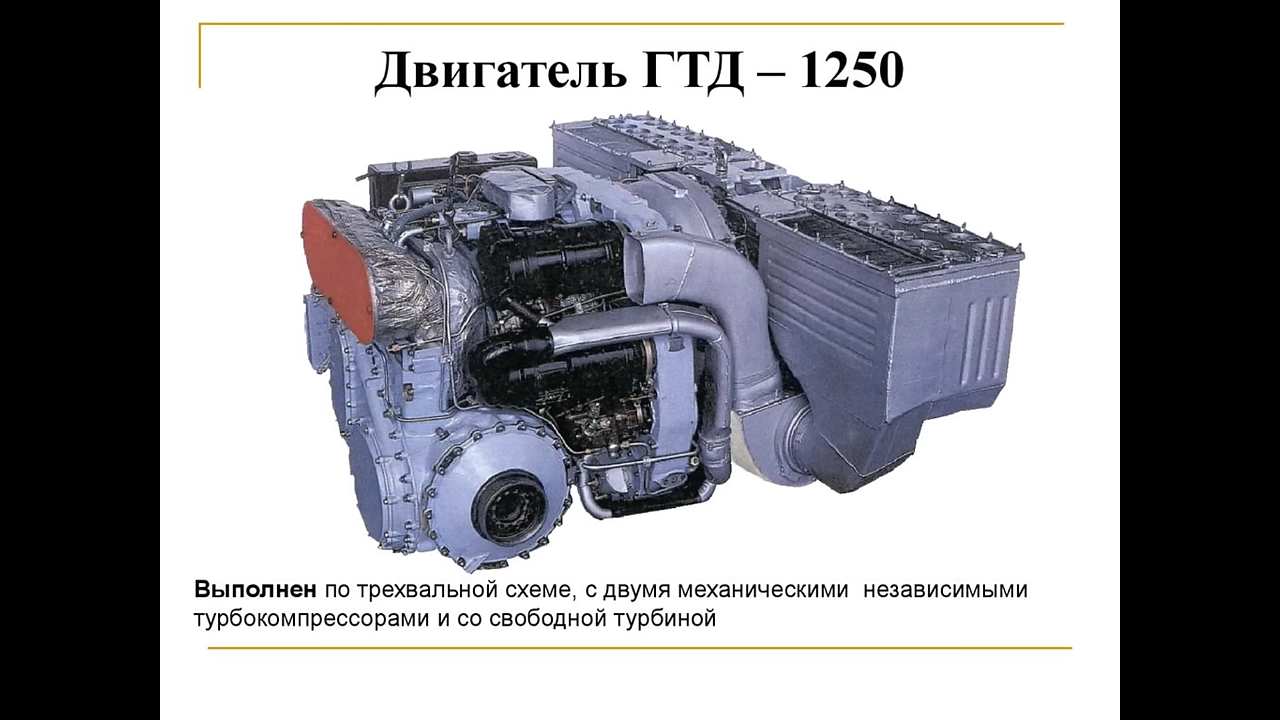 Двигатель ГТД – 1250
Выполнен по трехвальной схеме, с двумя механическими независимыми
турбокомпрессорами и со свободной турбиной